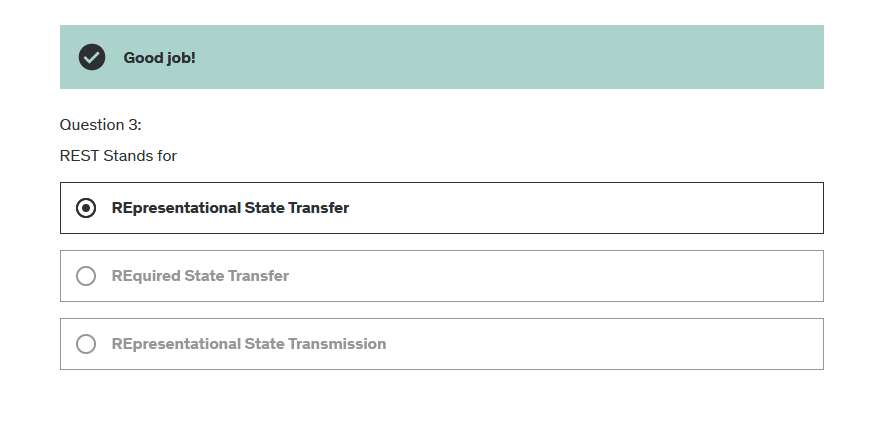 Good job!
Question 3:
REST Stands for
REpresentational State Transfer
REquired State Transfer
REpresentational State Transmission